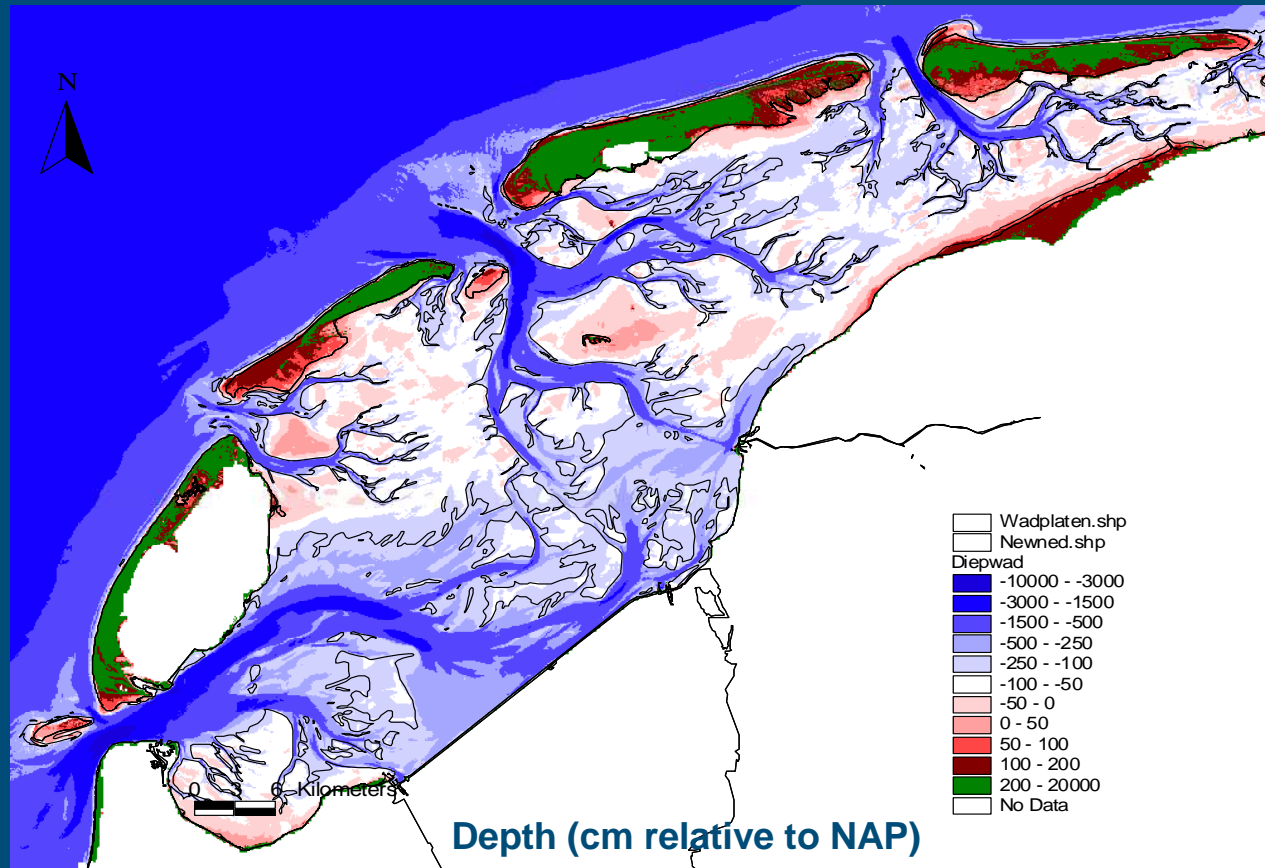 N
Wadplaten.shp
Newned.shp
Diepwad
-10000 - -3000
-3000 - -1500
-1500 - -500
-500 - -250
-250 - -100
-100 - -50
-50 - 0
0 - 50
50 - 100
100 - 200
200 - 20000
No Data
0 3 6 Kilometers
Depth (cm relative to NAP)